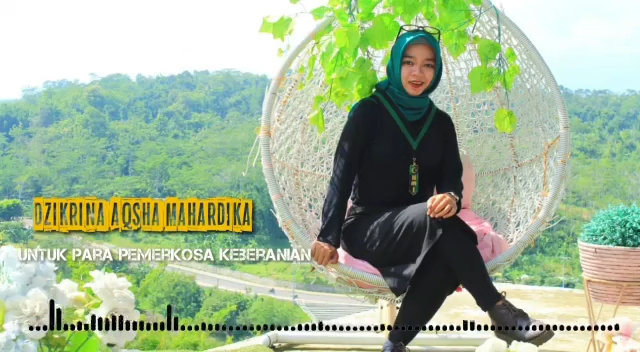 DZIKRINA AQSHA MAHARDIKA
UNTUK PARA PEMERKOSA KEBERANIAN